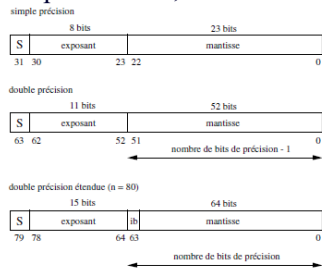 simple précision
8 bits 23 bits
S exposant mantisse
31 30 23 22 0
double précision
11 bits 52 bits
S exposant mantisse
63 62 52 51 0
nombre de bits de précision - 1
double précision étendue (n = 80)
15 bits 64 bits
S exposant ib mantisse
79 78 64 63 0
nombre de bits de précision